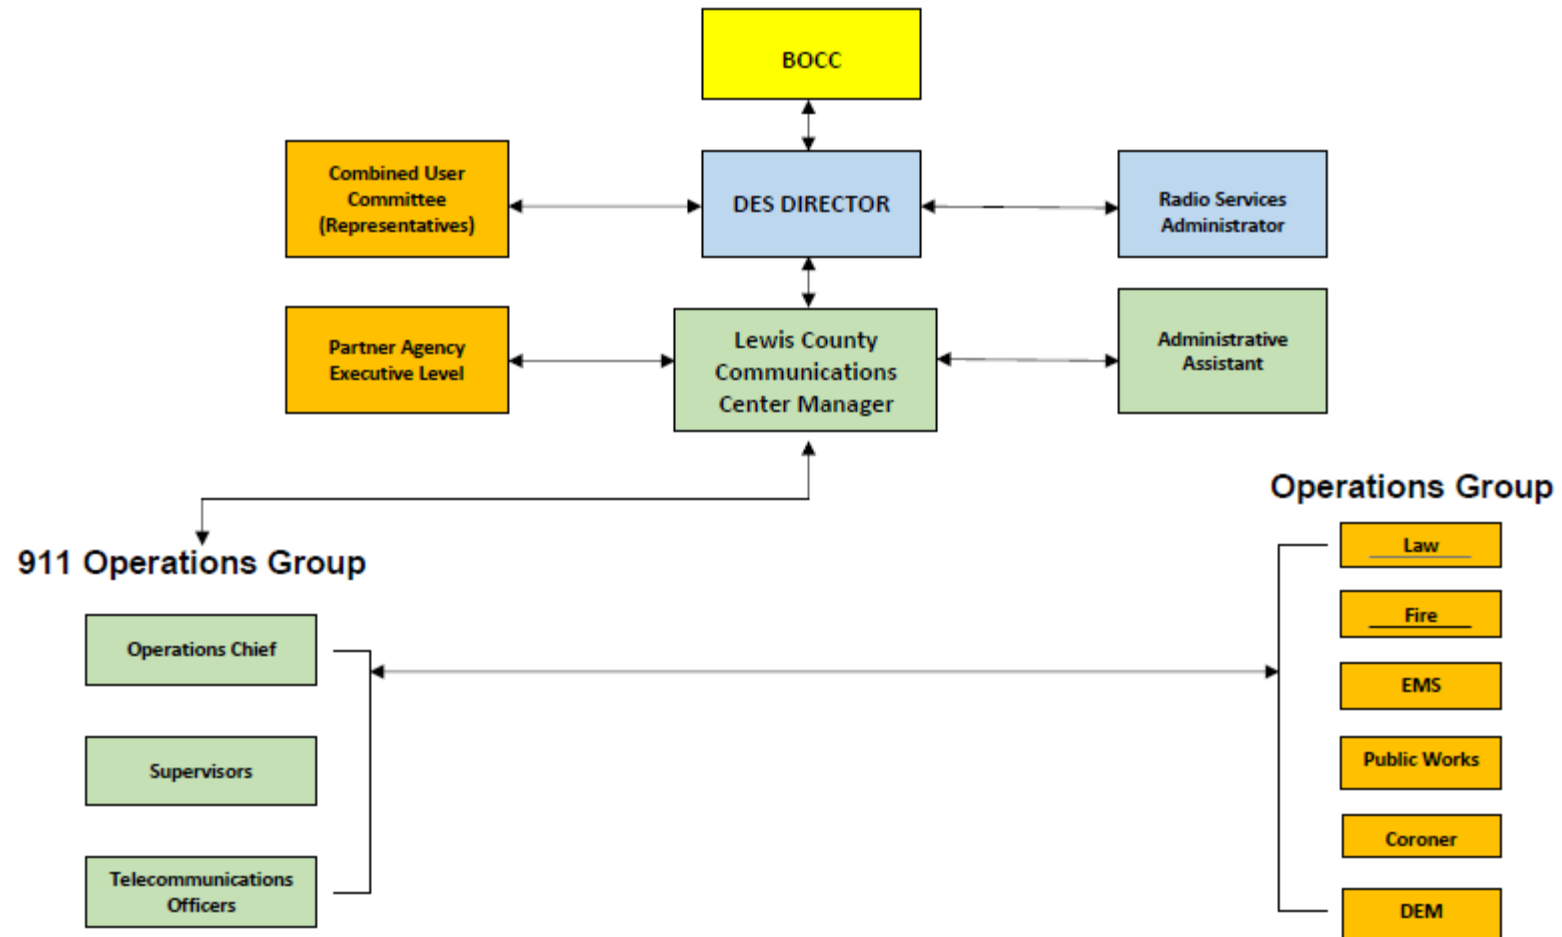 BOCC
Combined User
Committee
(Representatives)
DES DIRECTOR
Radio Services
Administrator
Partner Agency
Executive Level
Lewis County
Communications
Center Manager
Administrative
Assistant
Operations Group
911 Operations Group
Law
Fire
EMS
Public Works
Coroner
DEM
Operations Chief
Supervisors
Telecommunications
Officers